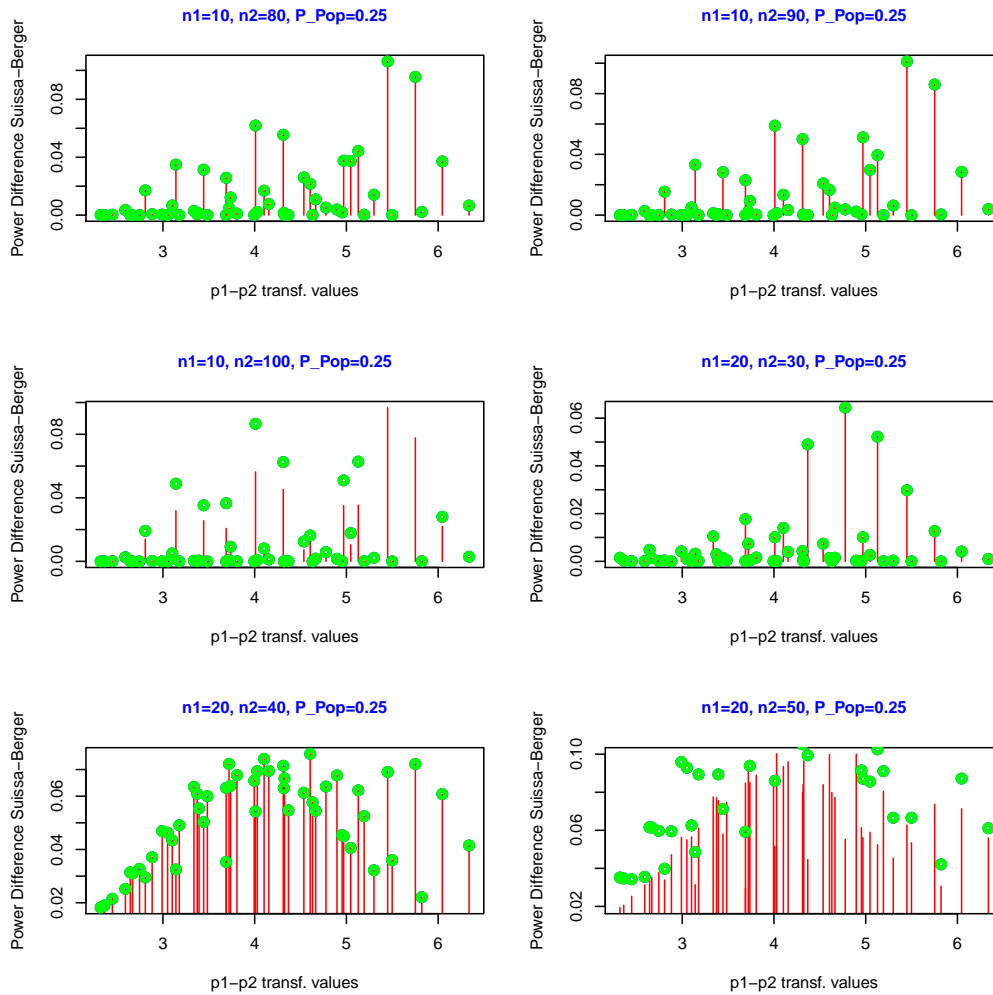 n1=10, n2=80, P_Pop=0.25
Power Difference Suissa−Berger
0.00 0.04 0.08
3 4 5 6
p1−p2 transf. values
n1=10, n2=90, P_Pop=0.25
Power Difference Suissa−Berger
0.00 0.04 0.08
3 4 5 6
p1−p2 transf. values
n1=10, n2=100, P_Pop=0.25
Power Difference Suissa−Berger
0.00 0.04 0.08
3 4 5 6
p1−p2 transf. values
n1=20, n2=30, P_Pop=0.25
Power Difference Suissa−Berger
0.00 0.02 0.04 0.06
3 4 5 6
p1−p2 transf. values
n1=20, n2=40, P_Pop=0.25
Power Difference Suissa−Berger
0.02 0.04 0.06
3 4 5 6
p1−p2 transf. values
n1=20, n2=50, P_Pop=0.25
Power Difference Suissa−Berger
0.02 0.06 0.10
3 4 5 6
p1−p2 transf. values